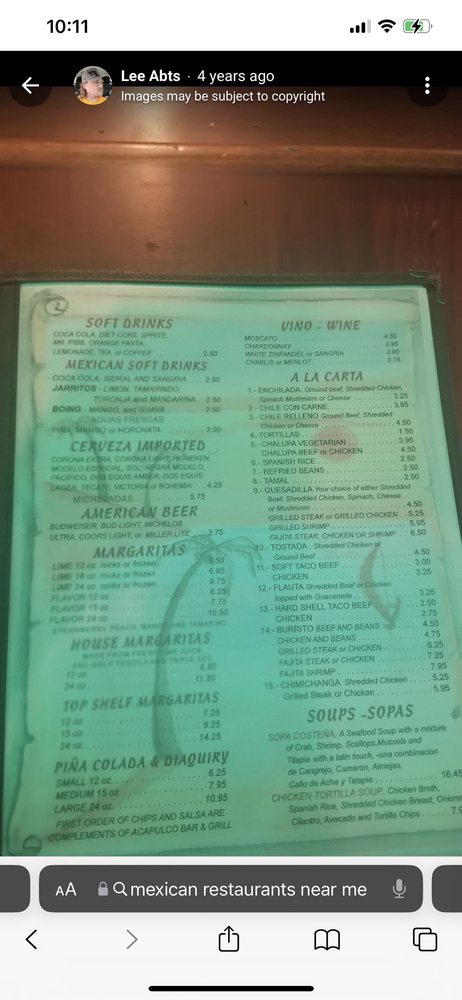 10:11
Lee Abts · 4 years ago
Images may be subject to copyright
SOFT DRINKS
COCA COLA, DIET COKE, SPRITE,
MR. PIBB, ORANGE FANTA,
LEMONADE, TEA or COFFEE 2.50
MEXICAN SOFT DRINKS
COCA COLA, SIDRAL AND SANGRIA 2.50
JARRITOS - LIMON, TAMARINDO,
TORONJA and MANDARINA 2.50
BOING - MANGO, and GUAVA 2.50
AGUAS FRESCAS
PIÑA, MANGO or HORCHATA 3.00
CERVEZA IMPORTED
CORONA EXTRA, CORONA LIGHT, HEINEKEN,
MODELO ESPECIAL, SOL, NEGRA MODELO,
PACIFICO, DOS EQUIS AMBER, DOS EQUIS
LAGER, TECATE, VICTORIA or BOHEMIA 4.25
MICHELADAS 5.75
AMERICAN BEER
BUDWEISER, BUD LIGHT, MICHELOB
ULTRA, COORS LIGHT, or MILLER LITE 3.75
MARGARITAS
LIME 12 oz. rocks or frozen 5.50
LIME 16 oz. rocks or frozen 6.95
LIME 24 oz. rocks or frozen 9.75
FLAVOR 12 oz. 6.25
FLAVOR 15 oz. 7.75
FLAVOR 24 oz. 10.50
STRAWBERRY, PEACH, MANGO AND TAMARIND
HOUSE MARGARITAS
MADE FROM FRESH LIME JUICE
AND GOLD TEQUILA AND TRIPLE SEC
12 oz. 6.50
24 oz. 11.50
TOP SHELF MARGARITAS
12 oz. 7.25
15 oz. 9.25
24 oz. 14.25
PIÑA COLADA & DIAQUIRY
SMALL 12 oz. 6.25
MEDIUM 15 oz. 7.95
LARGE 24 oz. 10.95
FIRST ORDER OF CHIPS AND SALSA ARE
COMPLEMENTS OF ACAPULCO BAR & GRILL
VINO - WINE
MOSCATO 4.50
CHARDONNAY 3.95
WHITE ZINFANDEL or SANGRIA 3.95
CHABLIS or MERLOT 3.75
A LA CARTA
1.- ENCHILADA. Ground beef, Shredded Chicken,
Spinach Mushroom or Cheese 3.25
2.- CHILE CON CARNE 3.95
3.- CHILE RELLENO Ground Beef, Shredded
Chicken or Cheese 4.50
4.- TORTILLAS 1.50
5.- CHALUPA VEGETARIAN 3.95
CHALUPA BEEF or CHICKEN 4.50
6.- SPANISH RICE 2.50
7.- REFRIED BEANS 2.50
8.- TAMAL 2.50
9.- QUESADILLA Your choice of either Shredded
Beef, Shredded Chicken, Spinach, Cheese
or Mushroom 4.50
GRILLED STEAK or GRILLED CHICKEN 5.25
GRILLED SHRIMP 5.95
FAJITA STEAK, CHICKEN OR SHRIMP 6.50
10.- TOSTADA. Shredded Chicken or
Ground Beef 4.50
11.- SOFT TACO BEEF 3.00
CHICKEN 3.25
12.- FLAUTA Shredded Beef or Chicken
topped with Guacamole
13.- HARD SHELL TACO BEEF 2.50
CHICKEN 2.75
14.- BURRITO BEEF AND BEANS 4.50
CHICKEN AND BEANS 4.75
GRILLED STEAK or CHICKEN 6.25
FAJITA STEAK or CHICKEN 7.25
FAJITA SHRIMP 7.95
15.- CHIMICHANGA Shredded Chicken 5.25
Grilled Steak or Chicken 5.95
SOUPS -SOPAS
SOPA COSTEÑA. A Seafood Soup with a mixture
of Crab, Shrimp, Scallops, Mussels and
Tilapia with a latin touch, -una combinacion
de Cangrejo, Camaron, Almejas,
Callo de Acha y Talapia 16.45
CHICKEN TORTILLA SOUP, Chicken Broth,
Spanish Rice, Shredded Chicken Breast, Onions
Cilantro, Avocado and Tortilla Chips
AA mexican restaurants near me